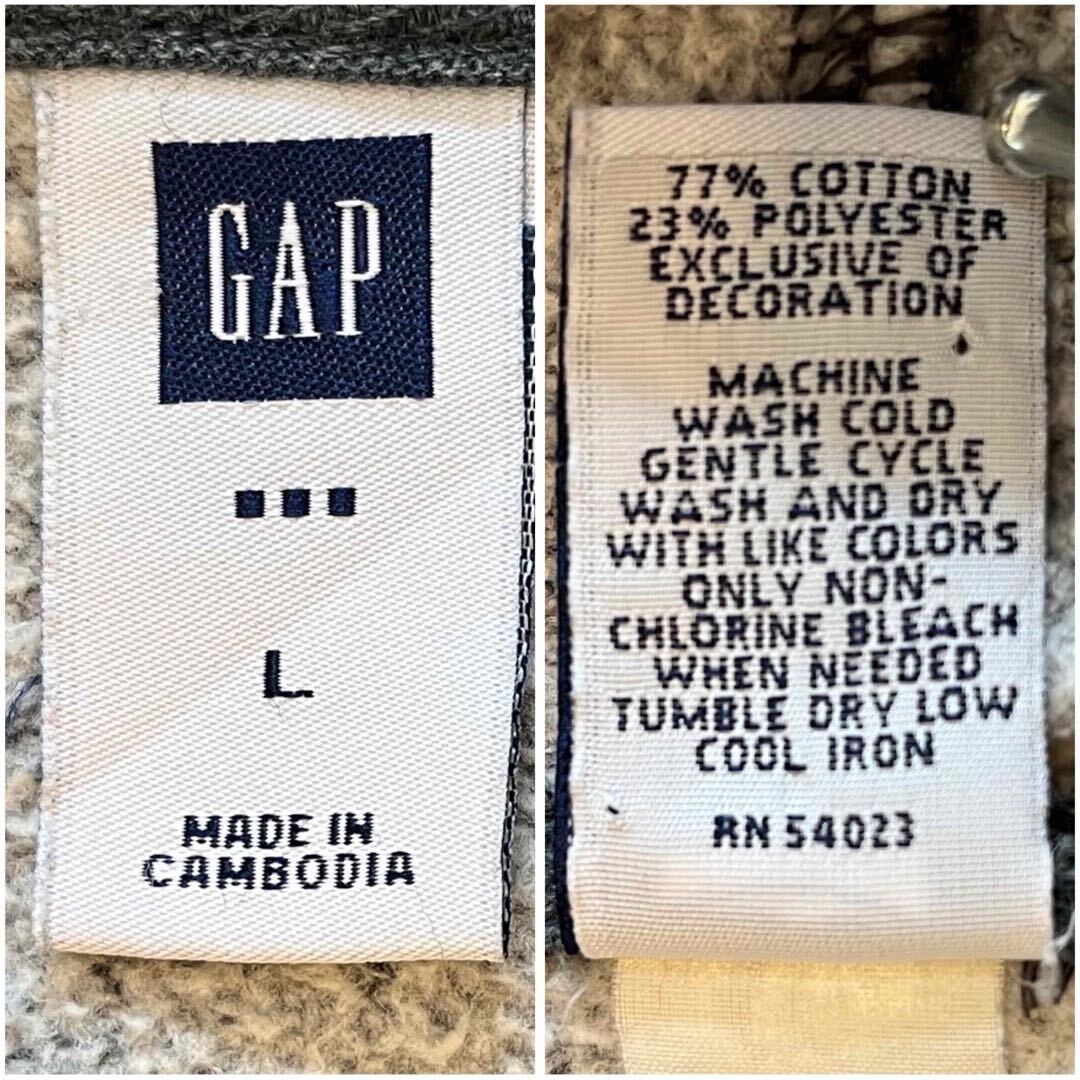 GAP
L
MADE IN
CAMBODIA
77% COTTON
23% POLYESTER
EXCLUSIVE OF
DECORATION
MACHINE
WASH COLD
GENTLE CYCLE
WASH AND DRY
WITH LIKE COLORS
ONLY NON-
CHLORINE BLEACH
WHEN NEEDED
TUMBLE DRY LOW
COOL IRON
RN 54023